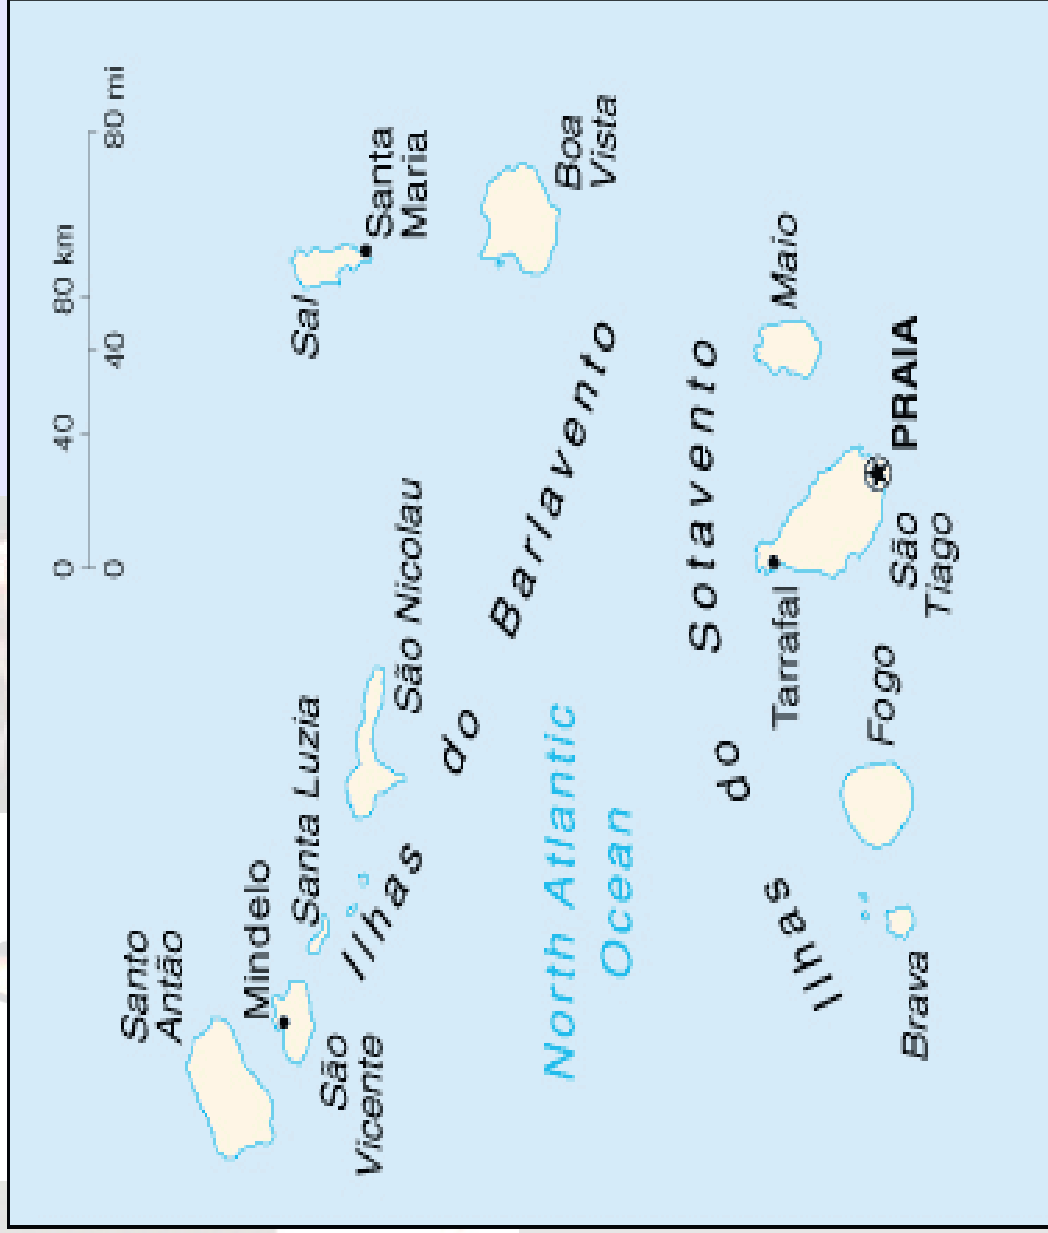 0 40 80 km
0 40 80 mi
Santo
Antão
Mindelo
São
Vicente
Santa Luzia
São Nicolau
Sal
Santa
Maria
Boa
Vista
Ilhas do Barlavento
North Atlantic
Ocean
Ilhas do Sotavento
Maio
Tarrafal
PRAIA
São
Tiago
Fogo
Brava